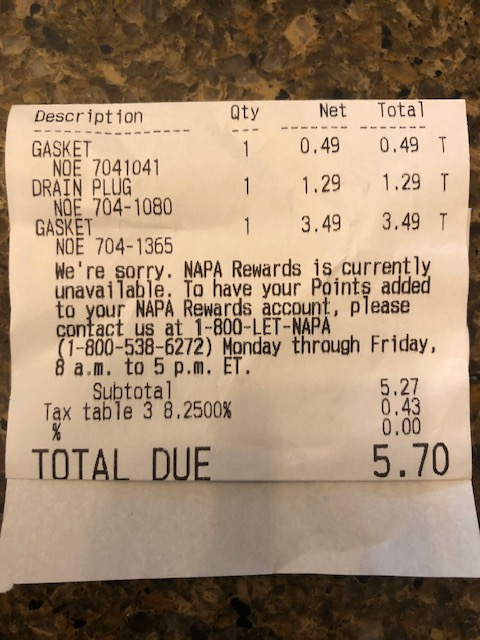 Description Qty Net Total
GASKET 1 0.49 0.49 T
NOE 7041041
DRAIN PLUG 1 1.29 1.29 T
NOE 704-1080
GASKET 1 3.49 3.49 T
NOE 704-1365
We're sorry. NAPA Rewards is currently
unavailable. To have your Points added
to your NAPA Rewards account, please
contact us at 1-800-LET-NAPA
(1-800-538-6272) Monday through Friday,
8 a.m. to 5 p.m. ET.
Subtotal 5.27
Tax table 3 8.2500% 0.43
% 0.00
TOTAL DUE 5.70